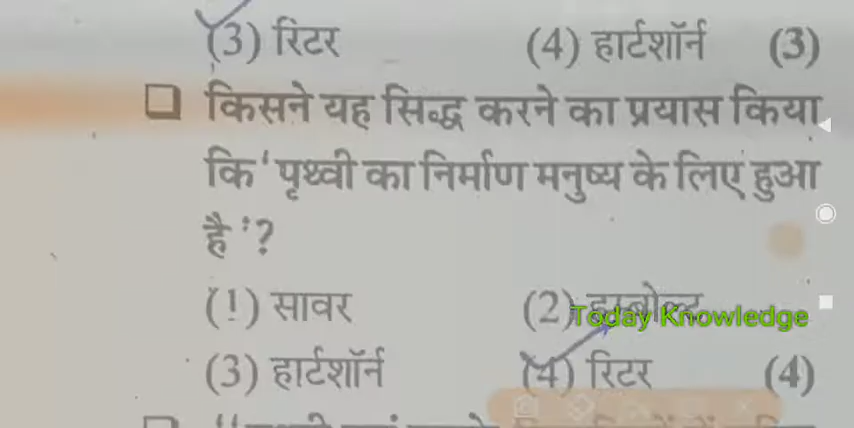 (3) रिटर (4) हार्टशॉर्न (3)
किसने यह सिद्ध करने का प्रयास किया
कि 'पृथ्वी का निर्माण मनुष्य के लिए हुआ
है'?
(1) सावर (2) हम्बोल्ट
Today Knowledge
(3) हार्टशॉर्न (4) रिटर (4)